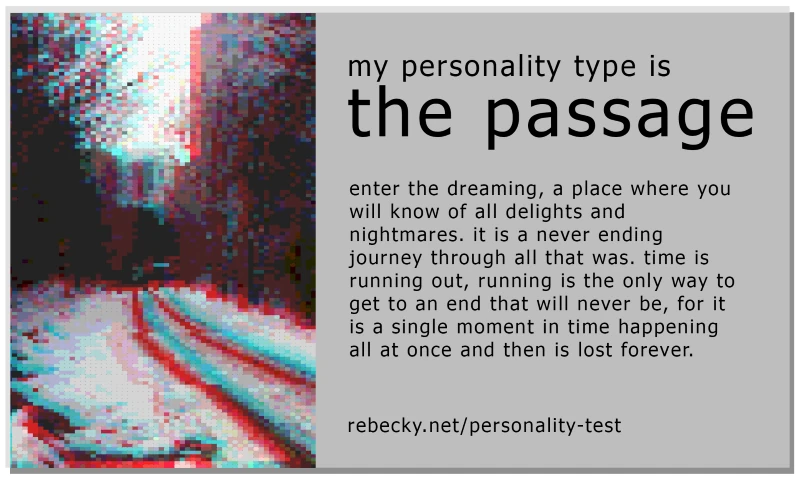 my personality type is
the passage
enter the dreaming, a place where you
will know of all delights and
nightmares. it is a never ending
journey through all that was. time is
running out, running is the only way to
get to an end that will never be, for it
is a single moment in time happening
all at once and then is lost forever.
rebecky.net/personality-test